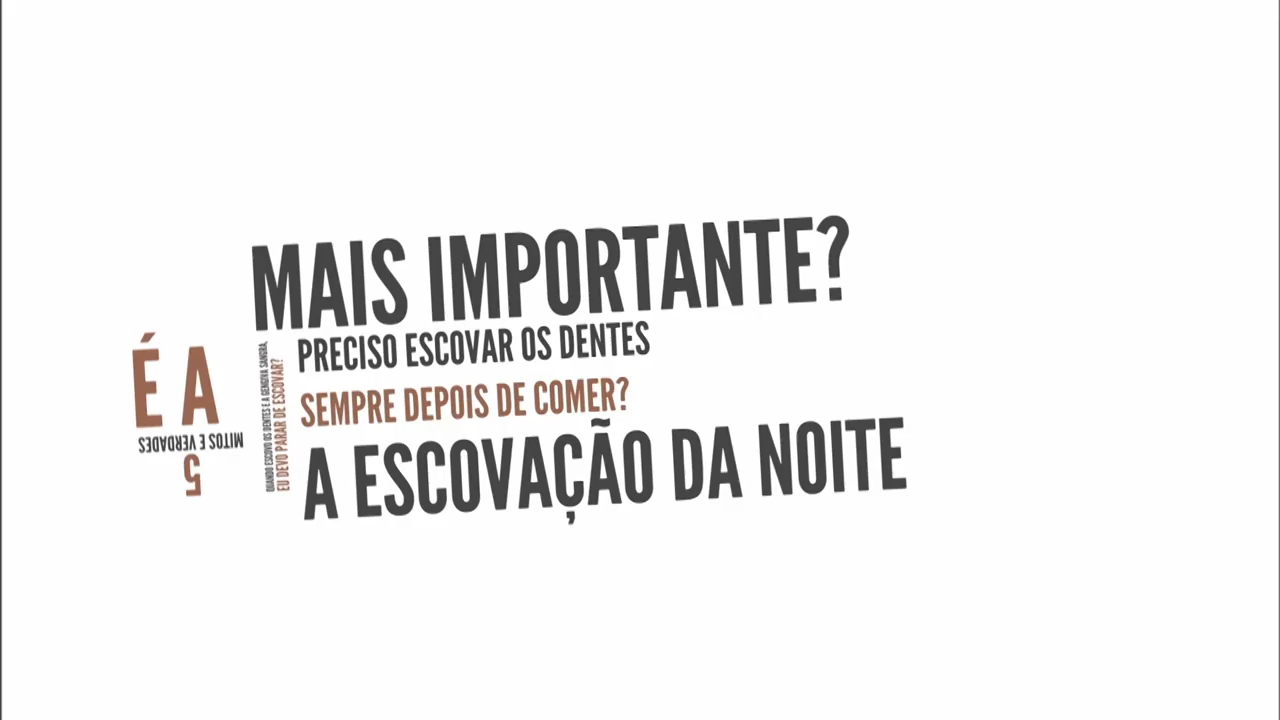 MAIS IMPORTANTE?
PRECISO ESCOVAR OS DENTES
SEMPRE DEPOIS DE COMER?
A ESCOVAÇÃO DA NOITE
É A
5
MITOS E VERDADES
QUANDO ESCOVO OS DENTES E A GENGIVA SANGRA,
EU DEVO PARAR DE ESCOVAR?